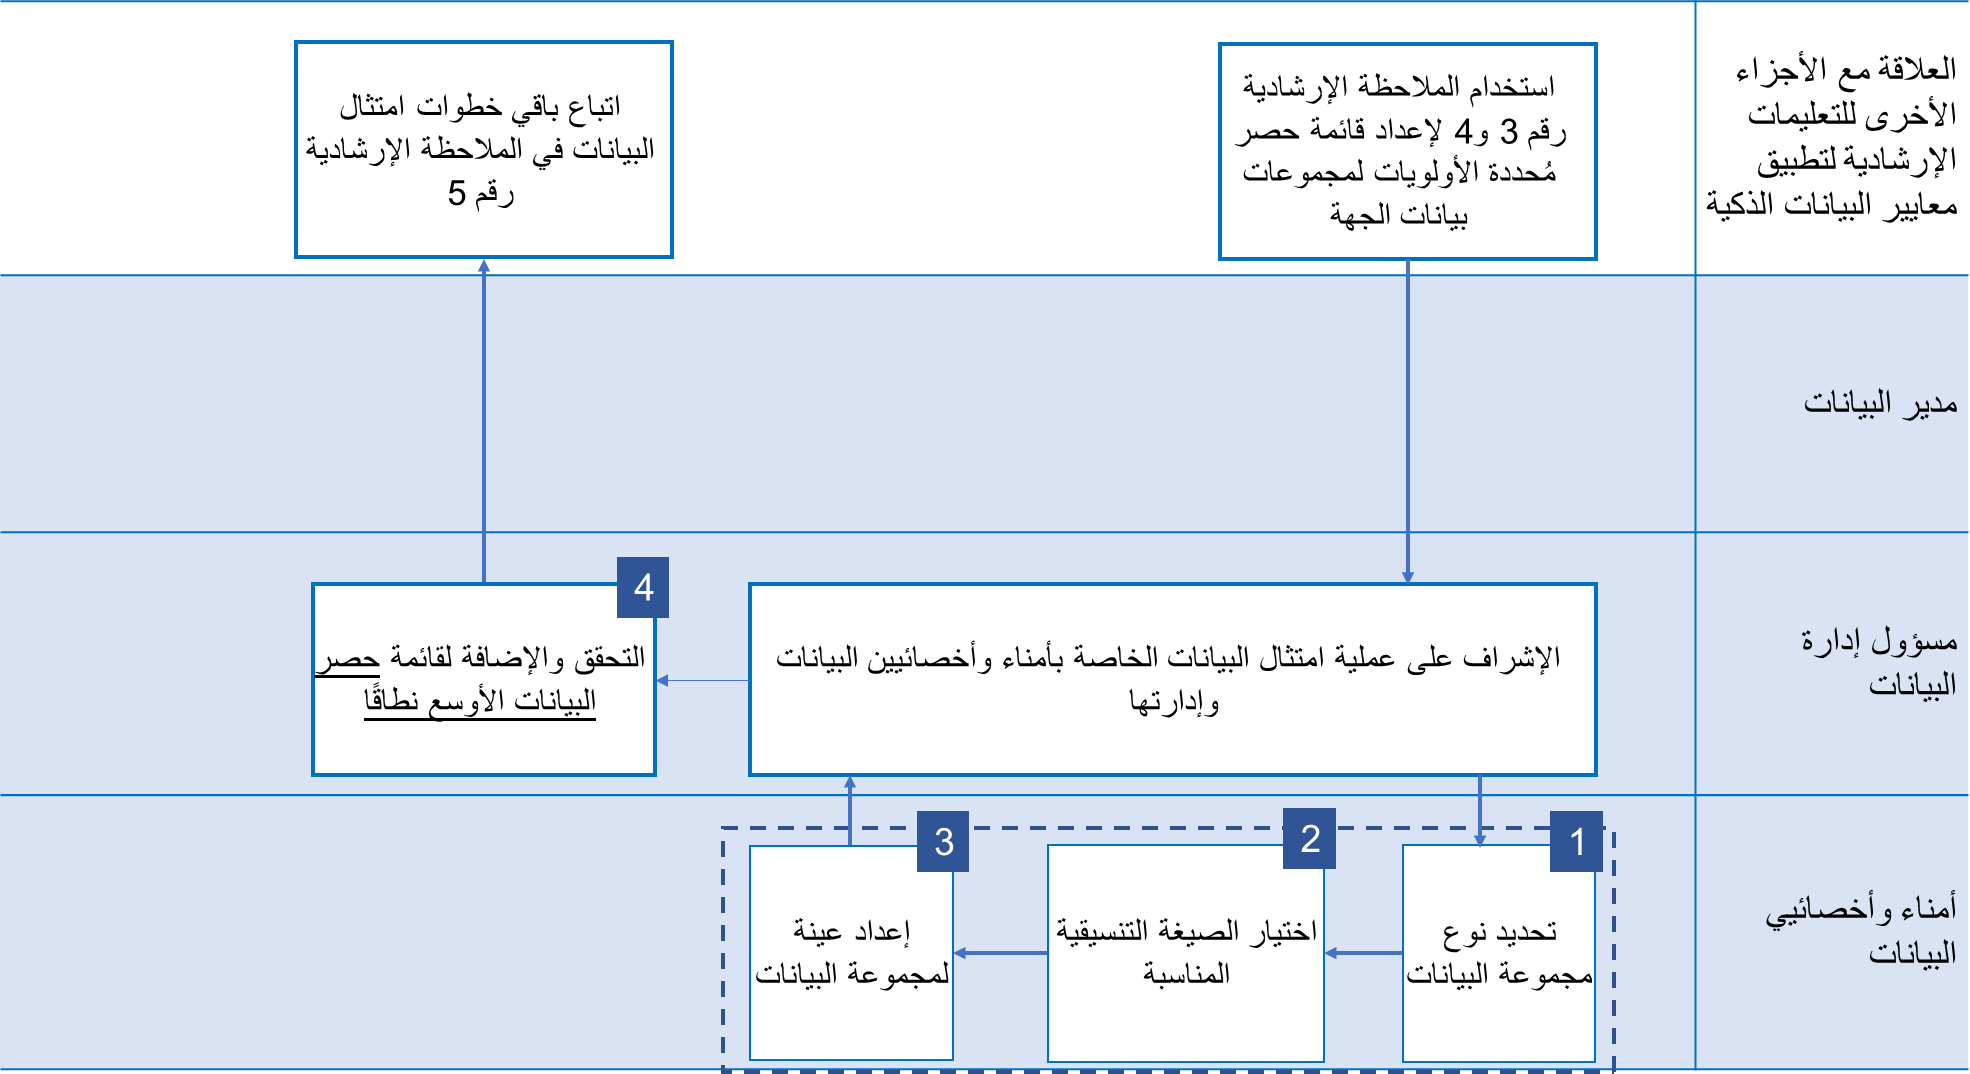 العلاقة مع الأجزاء
الأخرى للتعليمات
الإرشادية لتطبيق
معايير البيانات الذكية
استخدام الملاحظة الإرشادية
رقم 3 و4 لإعداد قائمة حصر
مُحددة الأولويات لمجموعات
بيانات الجهة
اتباع باقي خطوات امتثال
البيانات في الملاحظة الإرشادية
رقم 5
مدير البيانات
مسؤول إدارة
البيانات
الإشراف على عملية امتثال البيانات الخاصة بأمناء وأخصائيين البيانات
وإدارتها
4
التحقق والإضافة لقائمة حصر
البيانات الأوسع نطاقًا
أمناء وأخصائيي
البيانات
1
تحديد نوع
مجموعة البيانات
2
اختيار الصيغة التنسيقية
المناسبة
3
إعداد عينة
لمجموعة البيانات